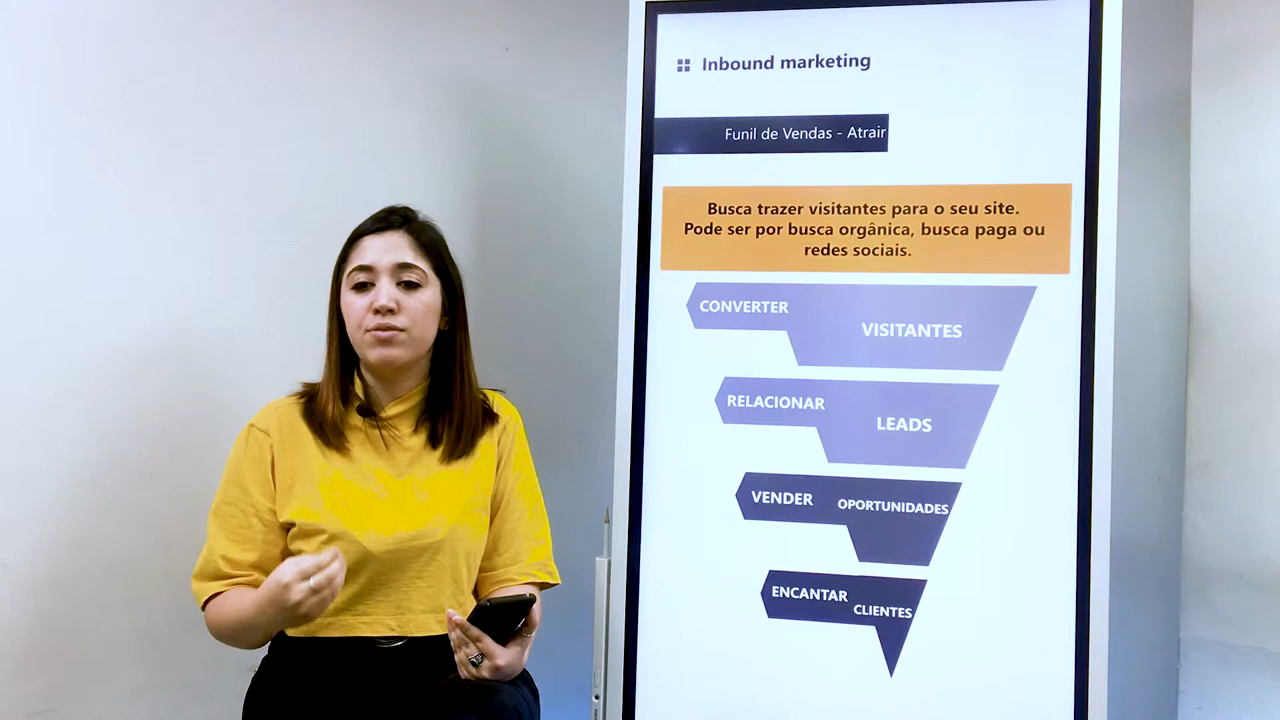 Inbound marketing
Funil de Vendas - Atrair
Busca trazer visitantes para o seu site.
Pode ser por busca orgânica, busca paga ou
redes sociais.
CONVERTER
VISITANTES
RELACIONAR
LEADS
VENDER
OPORTUNIDADES
ENCANTAR
CLIENTES